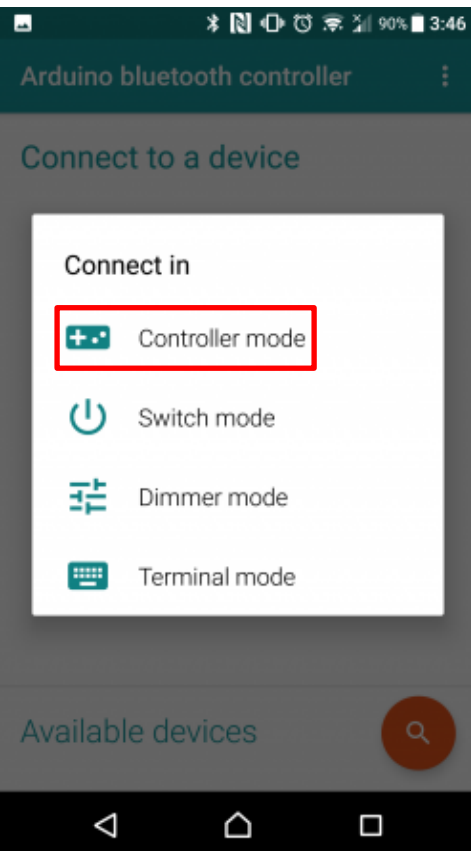 90% 3:46
Arduino bluetooth controller
Connect to a device
Connect in
Controller mode
Switch mode
Dimmer mode
Terminal mode
Available devices